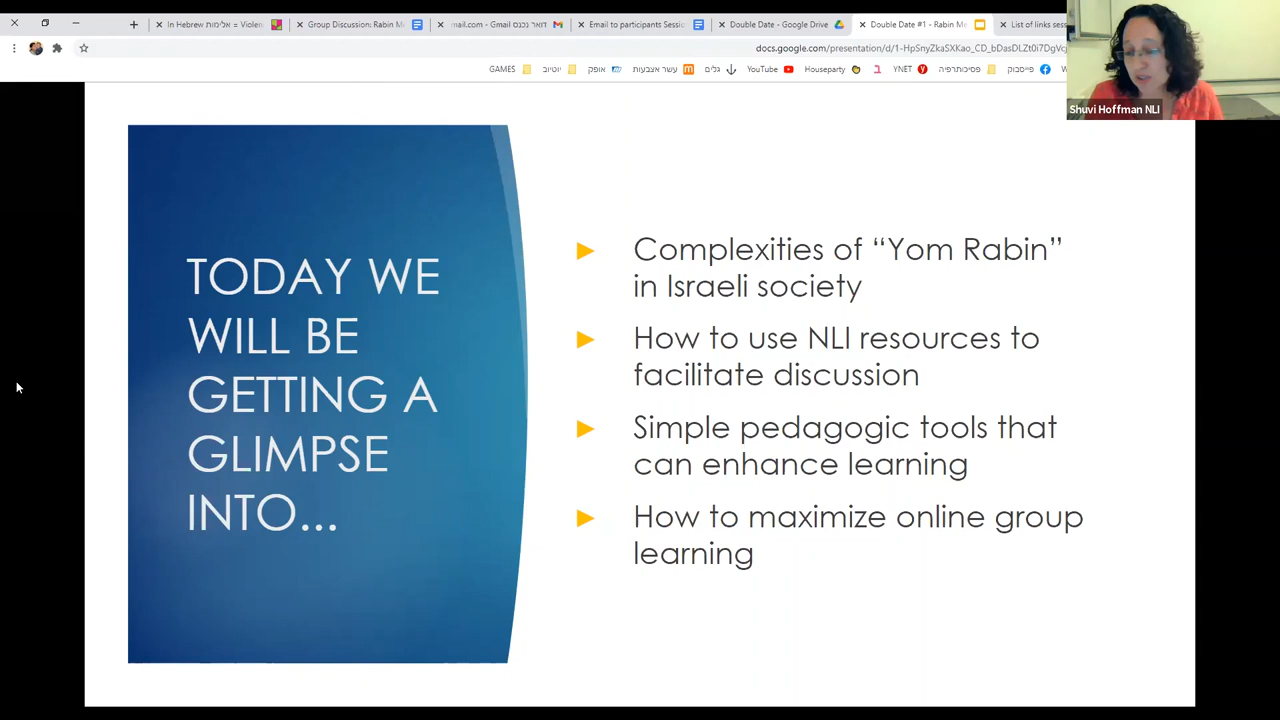 In Hebrew אלימות = Violen
Group Discussion: Rabin M
mail.com - Gmail דואר נכנס
Email to participants Sessi
Double Date - Google Drive
Double Date #1 - Rabin Me
List of links ses
docs.google.com/presentation/d/1-HpSnyZkaSXKao_CD_bDasDLZt0i7DgVc
GAMES
יוטיוב
אופק
עשר אצבעות
גלים
YouTube
Houseparty
YNET
פסיכותרפיה
פייסבוק
Shuvi Hoffman NLI
TODAY WE
WILL BE
GETTING A
GLIMPSE
INTO...
Complexities of “Yom Rabin”
in Israeli society
How to use NLI resources to
facilitate discussion
Simple pedagogic tools that
can enhance learning
How to maximize online group
learning